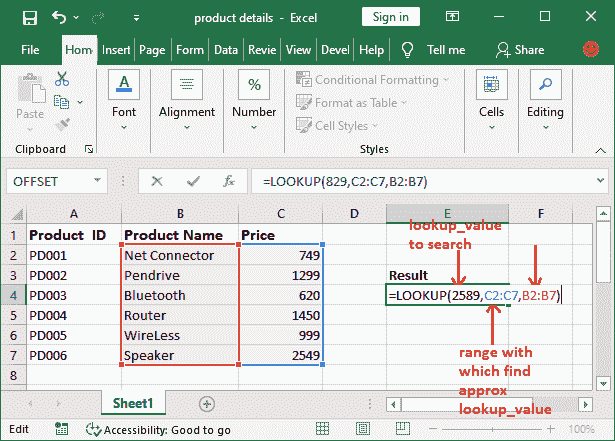 product details - Excel
Sign in
File Home Insert Page Form Data Revie View Devel Help Tell me Share
Paste
Clipboard
Font
Alignment
Number
Conditional Formatting
Format as Table
Cell Styles
Styles
Cells
Editing
OFFSET fx =LOOKUP(829,C2:C7,B2:B7)
A B C D E F
1 Product ID Product Name Price lookup_value
2 PD001 Net Connector 749 to search
3 PD002 Pendrive 1299 Result
4 PD003 Bluetooth 620 =LOOKUP(2589,C2:C7,B2:B7)
5 PD004 Router 1450
6 PD005 WireLess 999
7 PD006 Speaker 2549
8
range with
which find
approx
lookup_value
Sheet1
Edit Accessibility: Good to go 100%